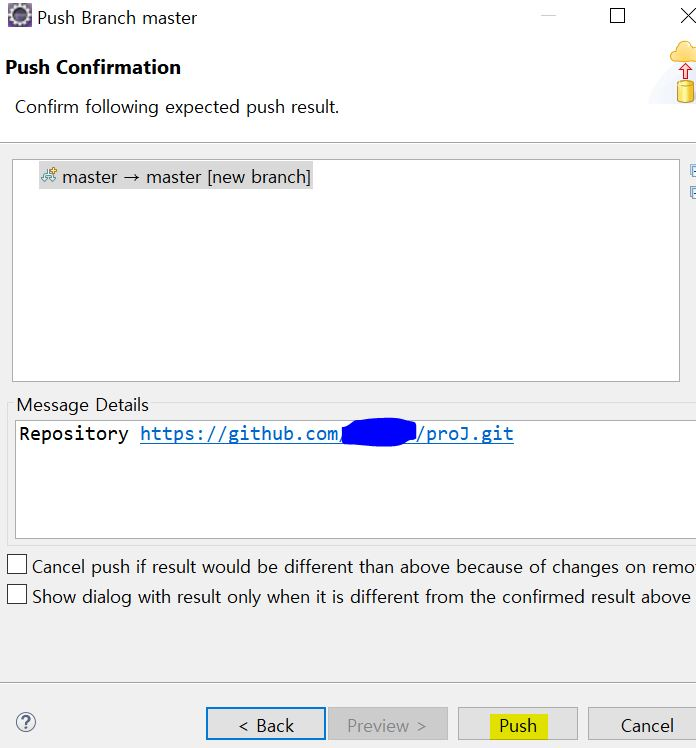 Push Branch master
Push Confirmation
Confirm following expected push result.
master → master [new branch]
Message Details
Repository https://github.com/ /proJ.git
Cancel push if result would be different than above because of changes on remo
Show dialog with result only when it is different from the confirmed result above
< Back
Preview >
Push
Cancel